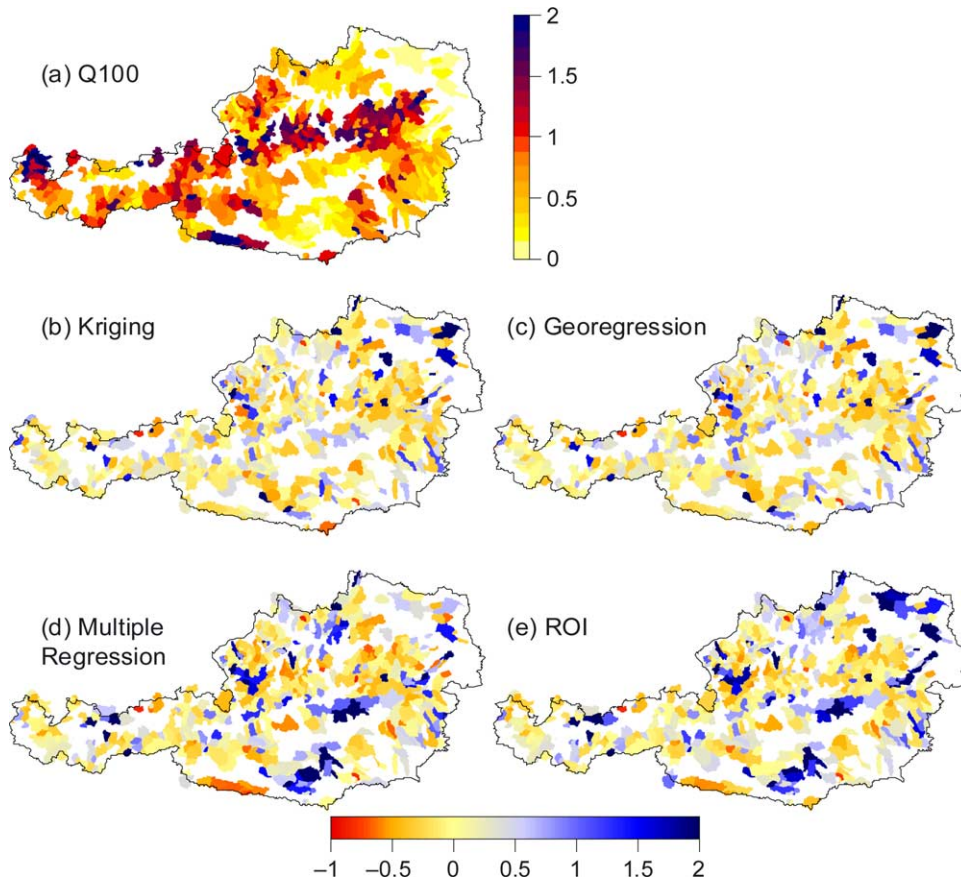 (a) Q100
2
1.5
1
0.5
0
(b) Kriging
(c) Georegression
(d) Multiple
Regression
(e) ROI
−1 −0.5 0 0.5 1 1.5 2